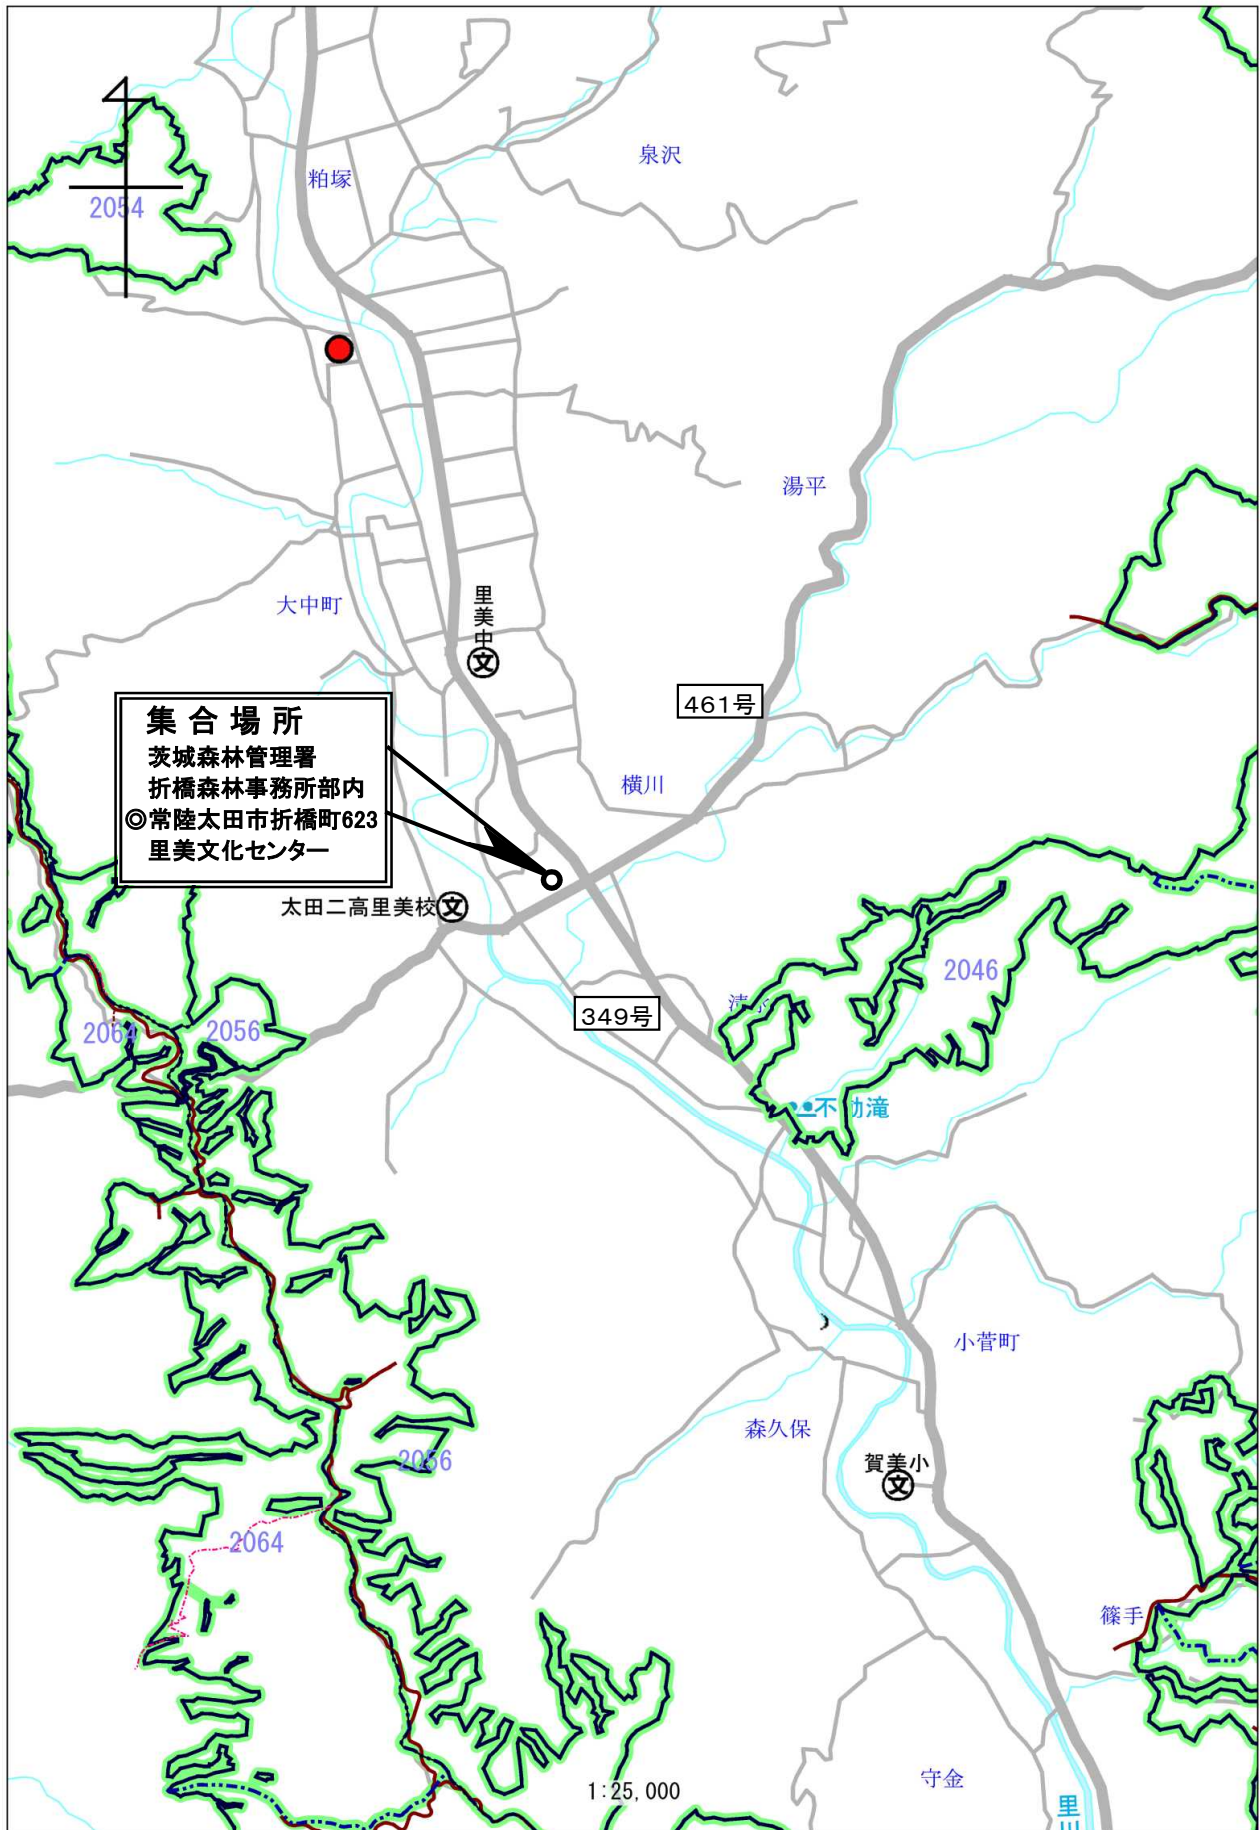 泉沢
粕塚
2054
湯平
大中町
里美中
文
461号
集合場所
茨城森林管理署
折橋森林事務所部内
◎常陸太田市折橋町623
里美文化センター
横川
太田二高里美校
文
2046
349号
2064
2056
不動滝
小菅町
森久保
2056
賀美小
文
2064
篠手
1:25,000
守金
里川